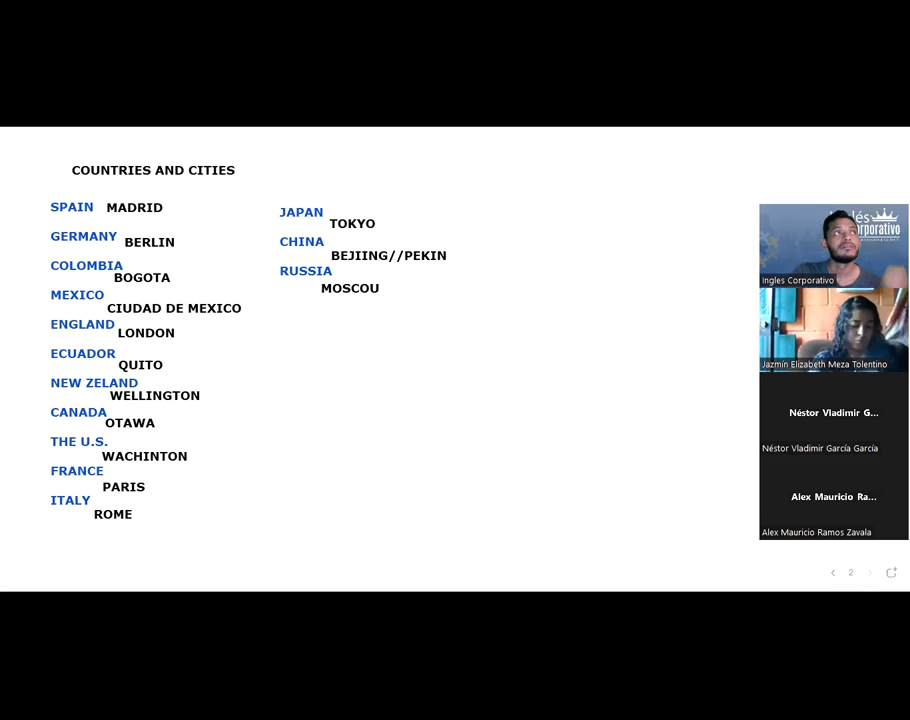 COUNTRIES AND CITIES
SPAIN MADRID
GERMANY BERLIN
COLOMBIA BOGOTA
MEXICO CIUDAD DE MEXICO
ENGLAND LONDON
ECUADOR QUITO
NEW ZELAND WELLINGTON
CANADA OTAWA
THE U.S. WACHINTON
FRANCE PARIS
ITALY ROME
JAPAN TOKYO
CHINA BEJIING//PEKIN
RUSSIA MOSCOU
Ingles Corporativo
Jazmín Elizabeth Meza Tolentino
Néstor Vladimir G...
Néstor Vladimir García García
Alex Mauricio Ra...
Alex Mauricio Ramos Zavala
2